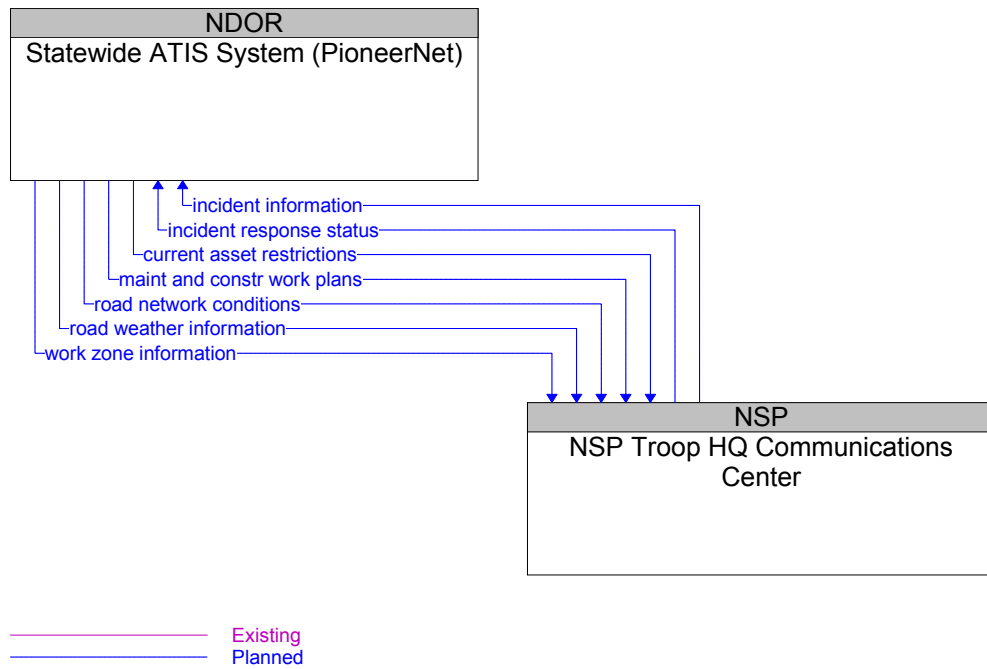 NDOR
Statewide ATIS System (PioneerNet)
incident information
incident response status
current asset restrictions
maint and constr work plans
road network conditions
road weather information
work zone information
NSP
NSP Troop HQ Communications
Center
Existing
Planned